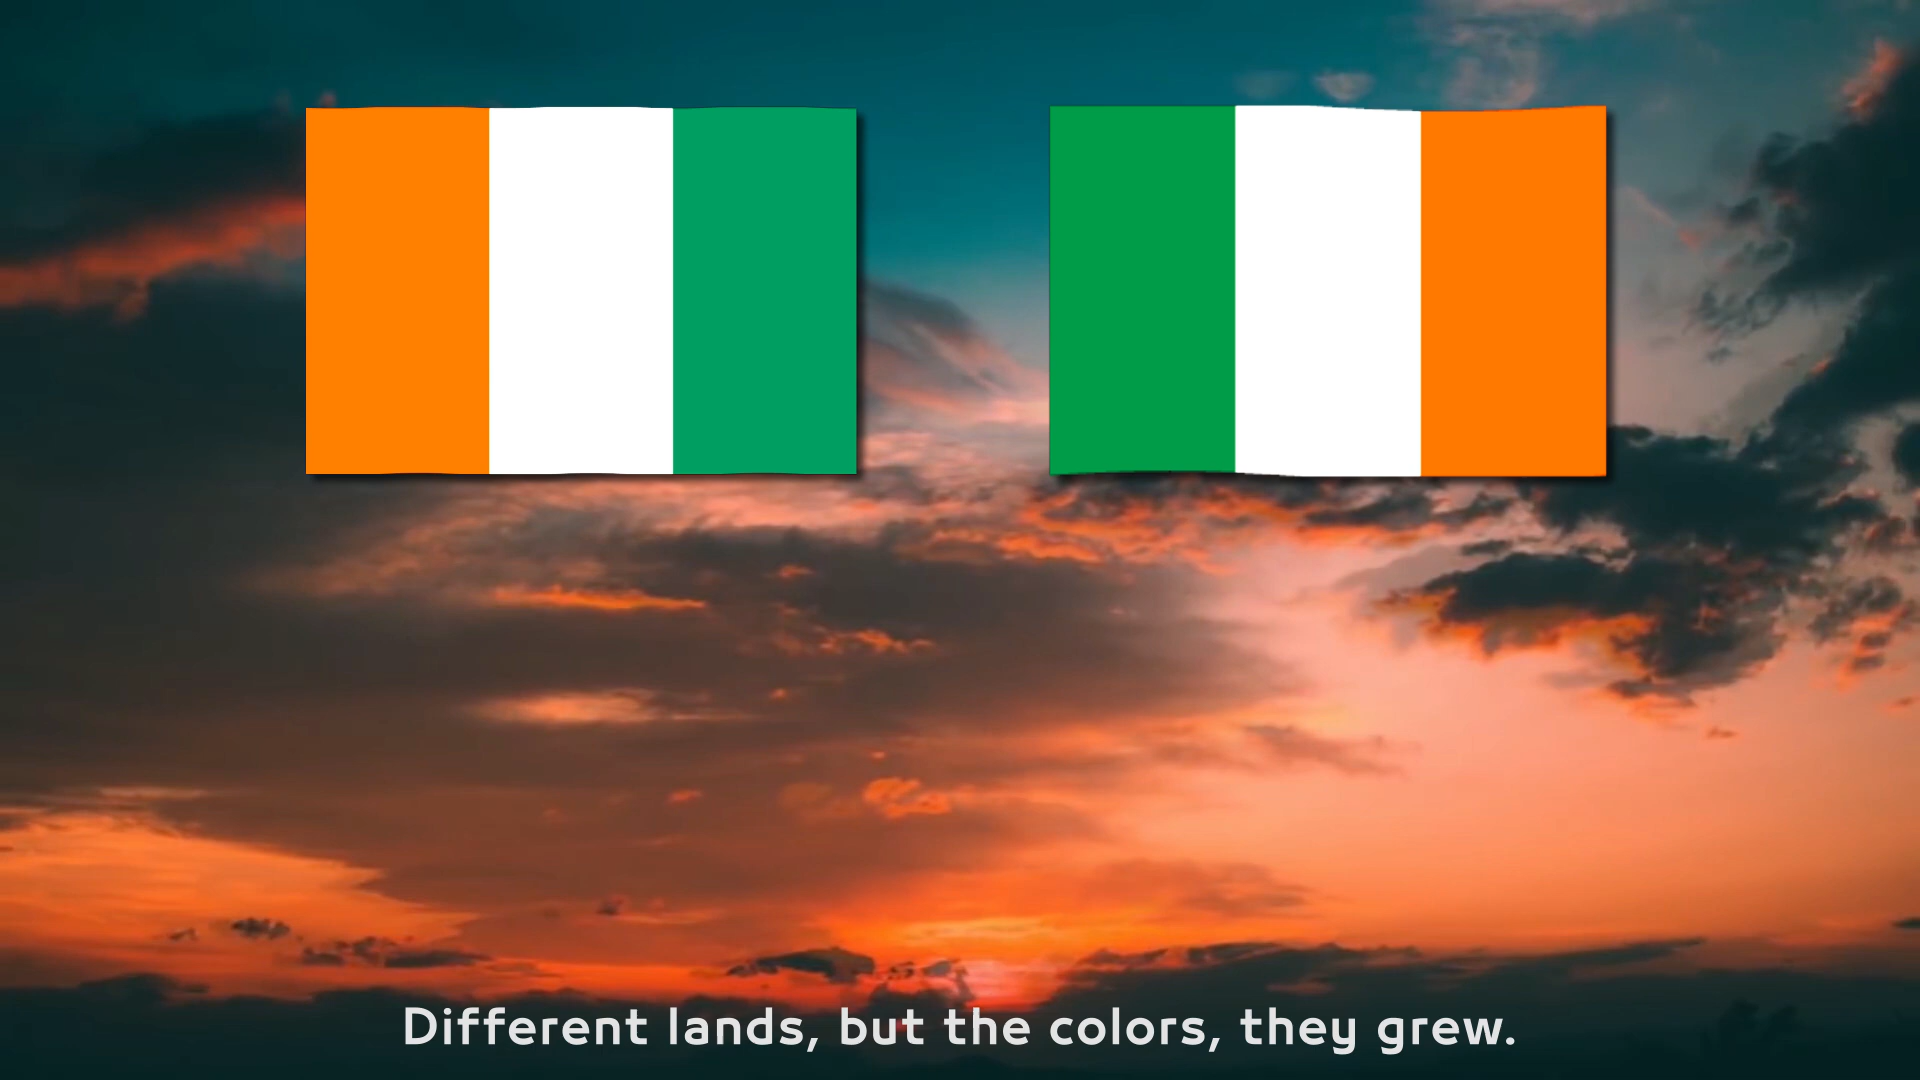 Different lands, but the colors, they grew.